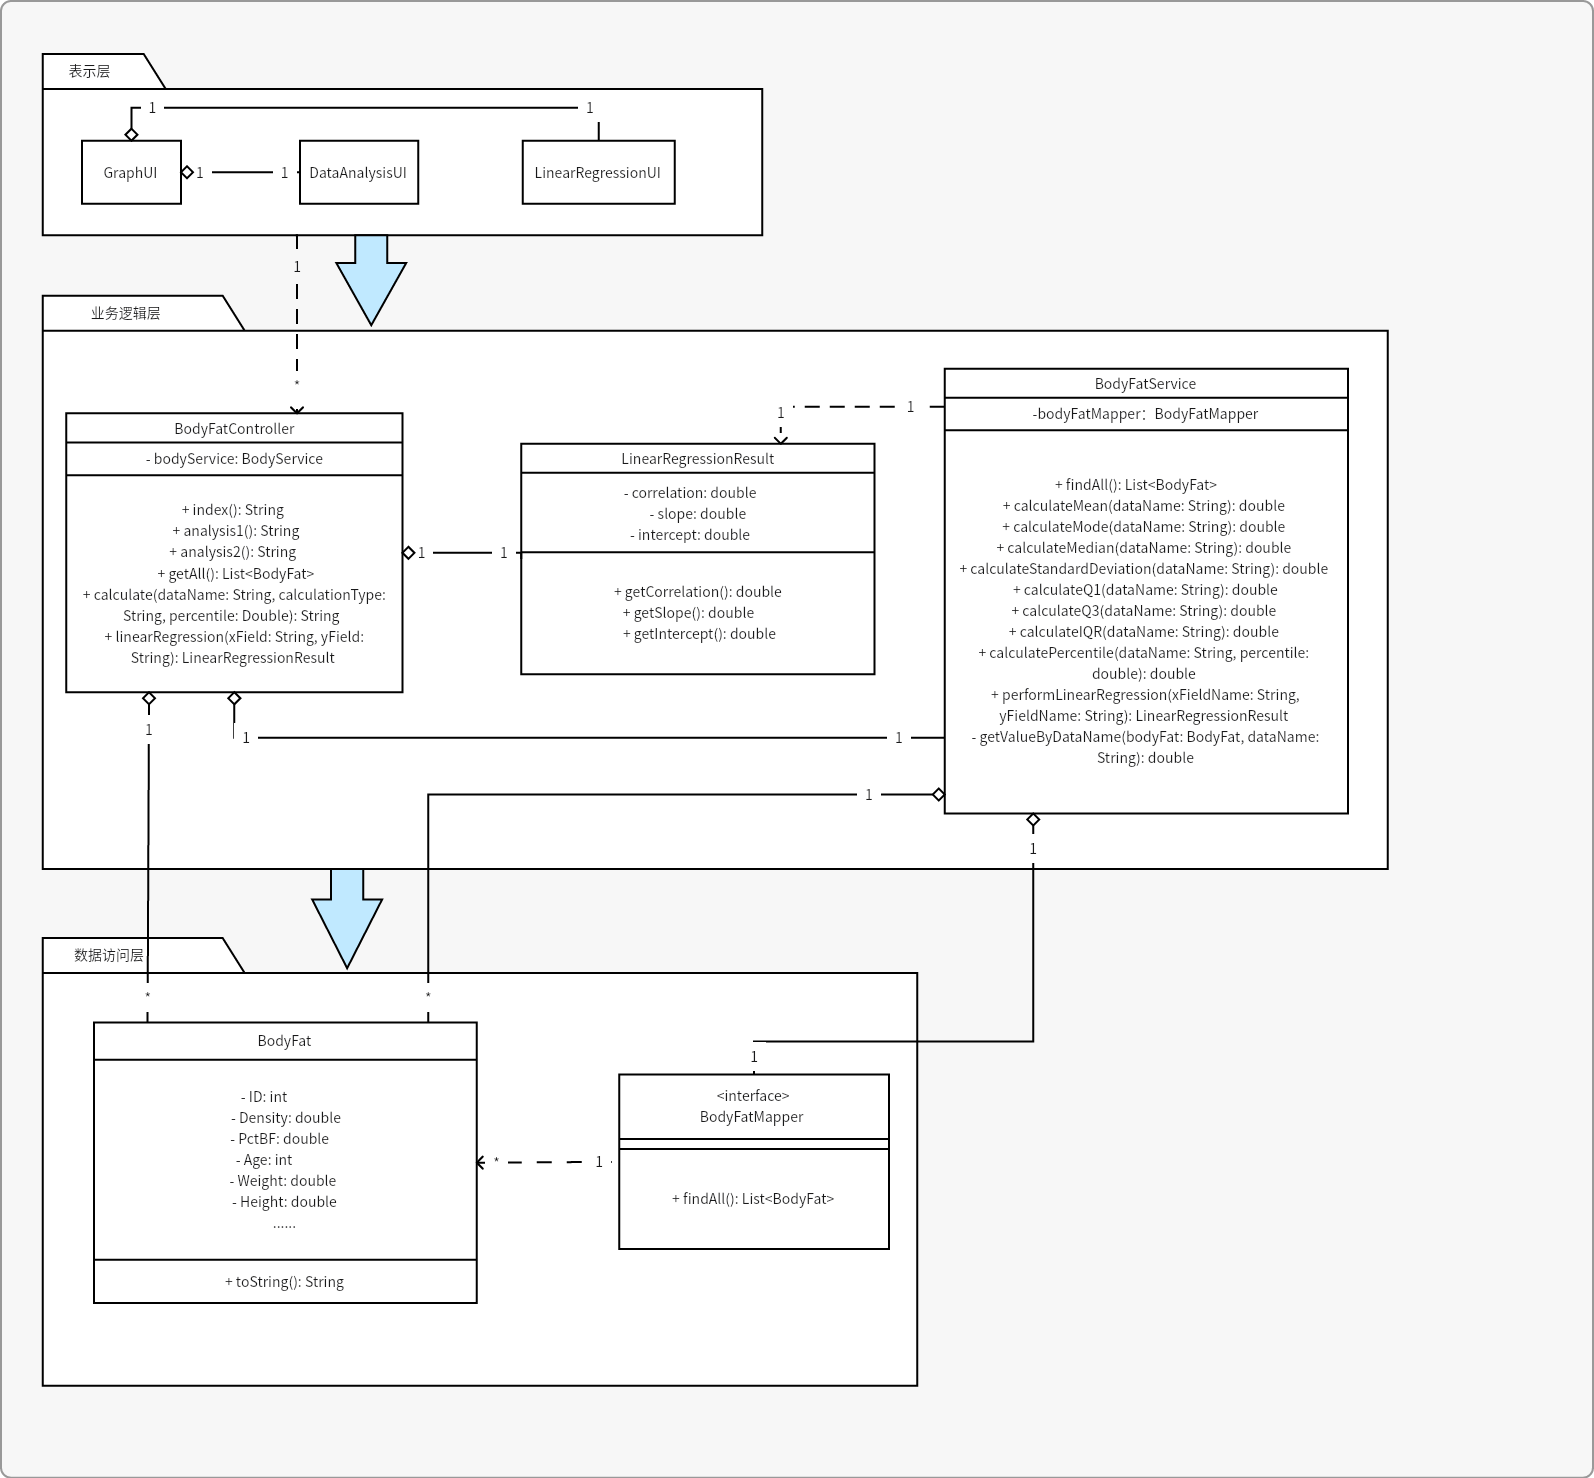 表示层
1
1
GraphUI
1
1
DataAnalysisUI
LinearRegressionUI
1
业务逻辑层
*
BodyFatController
- bodyService: BodyService
+ index(): String
+ analysis1(): String
+ analysis2(): String
+ getAll(): List<BodyFat>
+ calculate(dataName: String, calculationType:
String, percentile: Double): String
+ linearRegression(xField: String, yField:
String): LinearRegressionResult
1
1
1
1
LinearRegressionResult
- correlation: double
- slope: double
- intercept: double
+ getCorrelation(): double
+ getSlope(): double
+ getIntercept(): double
BodyFatService
-bodyFatMapper：BodyFatMapper
+ findAll(): List<BodyFat>
+ calculateMean(dataName: String): double
+ calculateMode(dataName: String): double
+ calculateMedian(dataName: String): double
+ calculateStandardDeviation(dataName: String): double
+ calculateQ1(dataName: String): double
+ calculateQ3(dataName: String): double
+ calculateIQR(dataName: String): double
+ calculatePercentile(dataName: String, percentile:
double): double
+ performLinearRegression(xFieldName: String,
yFieldName: String): LinearRegressionResult
- getValueByDataName(bodyFat: BodyFat, dataName:
String): double
1
1
1
1
1
数据访问层
*
*
BodyFat
- ID: int
- Density: double
- PctBF: double
- Age: int
- Weight: double
- Height: double
......
+ toString(): String
*
1
1
<interface>
BodyFatMapper
+ findAll(): List<BodyFat>